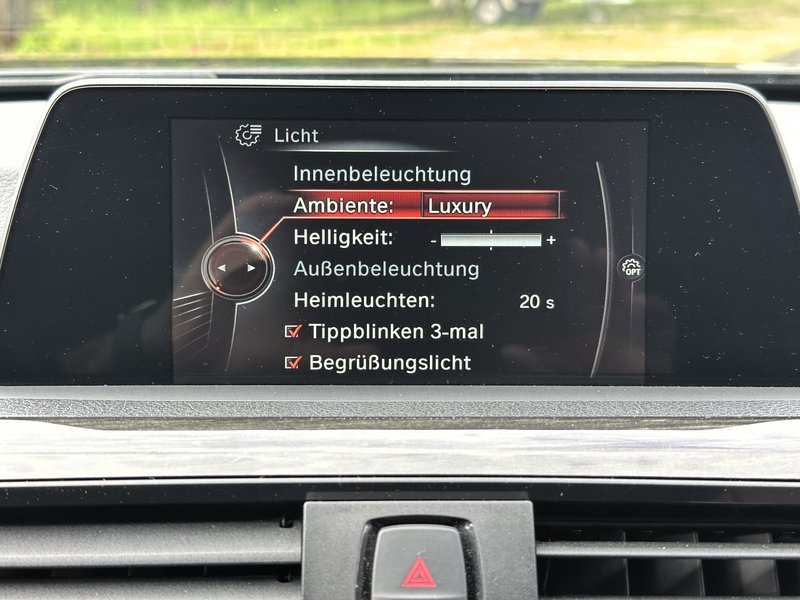 Licht
Innenbeleuchtung
Ambiente: Luxury
Helligkeit: - +
Außenbeleuchtung
OPT
Heimleuchten: 20 s
Tippblinken 3-mal
Begrüßungslicht